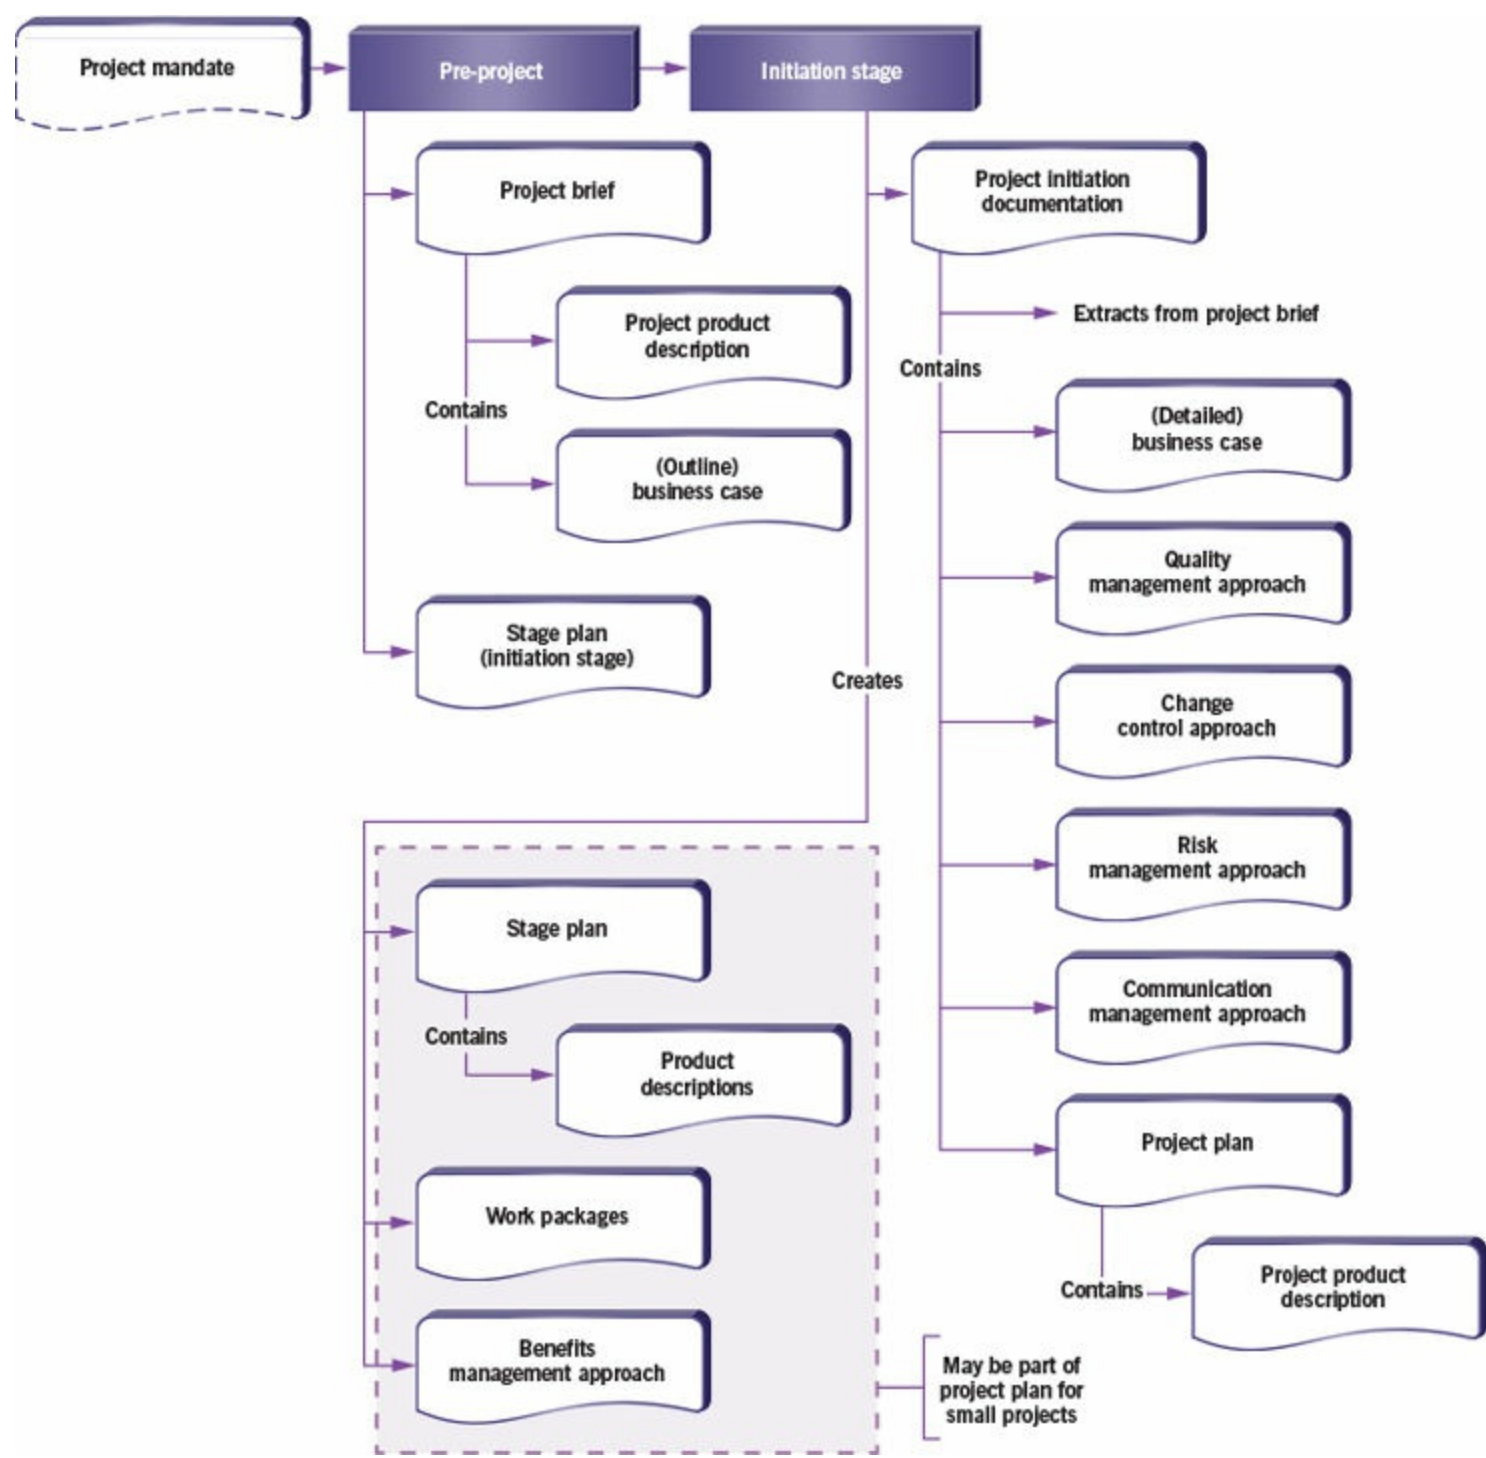 Project mandate
Pre-project
Initiation stage
Project brief
Project initiation
documentation
Project product
description
Extracts from project brief
Contains
Contains
(Detailed)
business case
(Outline)
business case
Quality
management approach
Stage plan
(initiation stage)
Creates
Change
control approach
Risk
management approach
Stage plan
Communication
management approach
Contains
Product
descriptions
Project plan
Work packages
Contains
Project product
description
Benefits
management approach
May be part of
project plan for
small projects